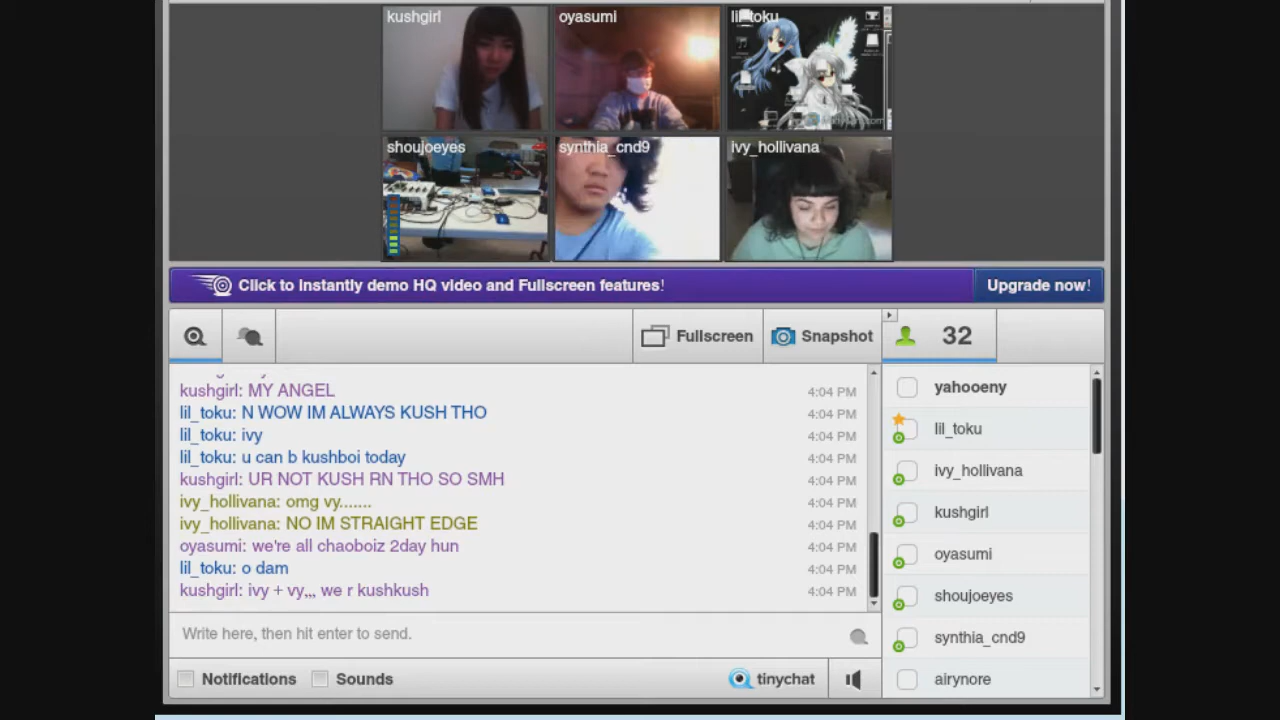 kushgirl
oyasumi
lil_toku
shoujoeyes
synthia_cnd9
ivy_hollivana
Click to instantly demo HQ video and Fullscreen features!
Upgrade now!
Fullscreen
Snapshot
32
kushgirl: MY ANGEL 4:04 PM
lil_toku: N WOW IM ALWAYS KUSH THO 4:04 PM
lil_toku: ivy 4:04 PM
lil_toku: u can b kushboi today 4:04 PM
kushgirl: UR NOT KUSH RN THO SO SMH 4:04 PM
ivy_hollivana: omg vy....... 4:04 PM
ivy_hollivana: NO IM STRAIGHT EDGE 4:04 PM
oyasumi: we're all chaoboiz 2day hun 4:04 PM
lil_toku: o dam 4:04 PM
kushgirl: ivy + vy,,, we r kushkush 4:04 PM
yahooeny
lil_toku
ivy_hollivana
kushgirl
oyasumi
shoujoeyes
synthia_cnd9
airynore
Write here, then hit enter to send.
Notifications
Sounds
tinychat